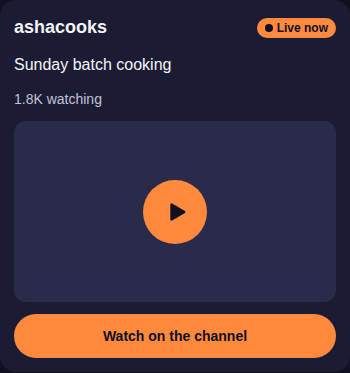 ashacooks
Live now
Sunday batch cooking
1.8K watching
Watch on the channel